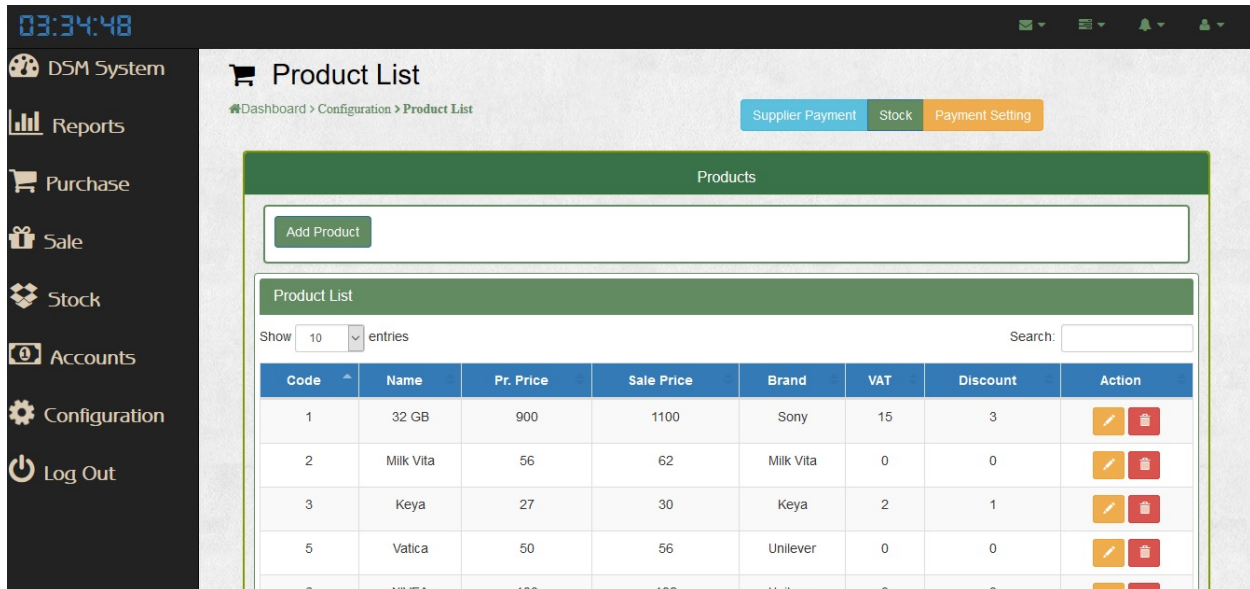 03:34:48
DSM System
Reports
Purchase
Sale
Stock
Accounts
Configuration
Log Out
Product List
Dashboard > Configuration > Product List
Supplier Payment Stock Payment Setting
Products
Add Product
Product List
Show 10 entries Search:
Code Name Pr. Price Sale Price Brand VAT Discount Action
1 32 GB 900 1100 Sony 15 3
2 Milk Vita 56 62 Milk Vita 0 0
3 Keya 27 30 Keya 2 1
5 Vatica 50 56 Unilever 0 0